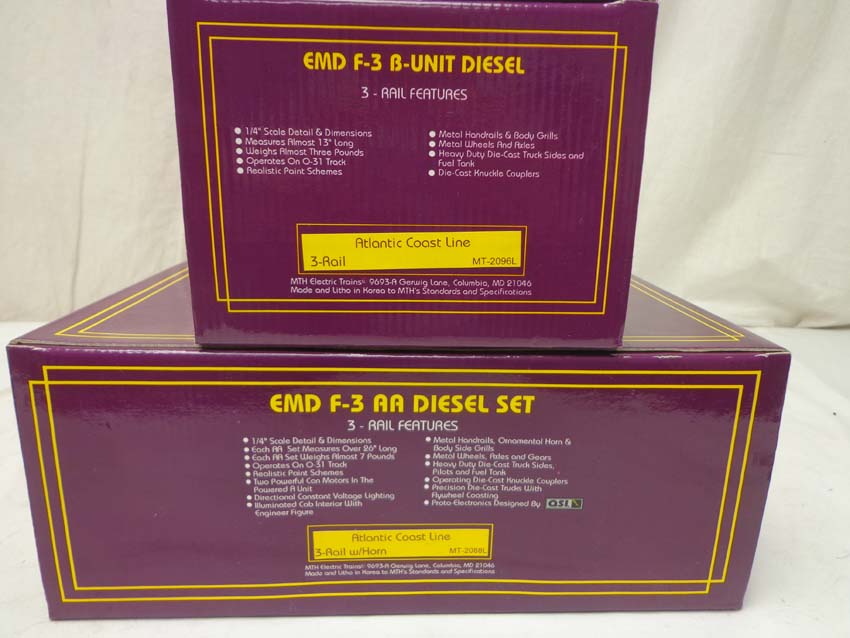 EMD F-3 B-UNIT DIESEL
3 - RAIL FEATURES
● 1/4" Scale Detail & Dimensions
● Measures Almost 13" Long
● Weighs Almost Three Pounds
● Operates On O-31 Track
● Realistic Paint Schemes
● Metal Handrails & Body Grills
● Metal Wheels And Axles
● Heavy Duty Die-Cast Truck Sides and
Fuel Tank
● Die-Cast Knuckle Couplers
Atlantic Coast Line
3-Rail MT-2096L
MTH Electric Trains® 9693-A Gerwig Lane, Columbia, MD 21046
Made and Litho in Korea to MTH's Standards and Specifications
EMD F-3 AA DIESEL SET
3 - RAIL FEATURES
● 1/4" Scale Detail & Dimensions
● Each AA Set Measures Over 26" Long
● Each AA Set Weighs Almost 7 Pounds
● Operates On O-31 Track
● Realistic Paint Schemes
● Two Powerful Can Motors In The
Powered A Unit
● Directional Constant Voltage Lighting
● Illuminated Cab Interior With
Engineer Figure
● Metal Handrails, Ornamental Horn &
Body Side Grills
● Metal Wheels, Axles and Gears
● Heavy Duty Die-Cast Truck Sides,
Pilots and Fuel Tank
● Operating Die-Cast Knuckle Couplers
● Precision Die-Cast Trucks With
Flywheel Coasting
● Proto-Electronics Designed By QSI
Atlantic Coast Line
3-Rail w/Horn MT-2088L
MTH Electric Trains® 9693-A Gerwig Lane, Columbia, MD 21046
Made and Litho in Korea to MTH's Standards and Specifications